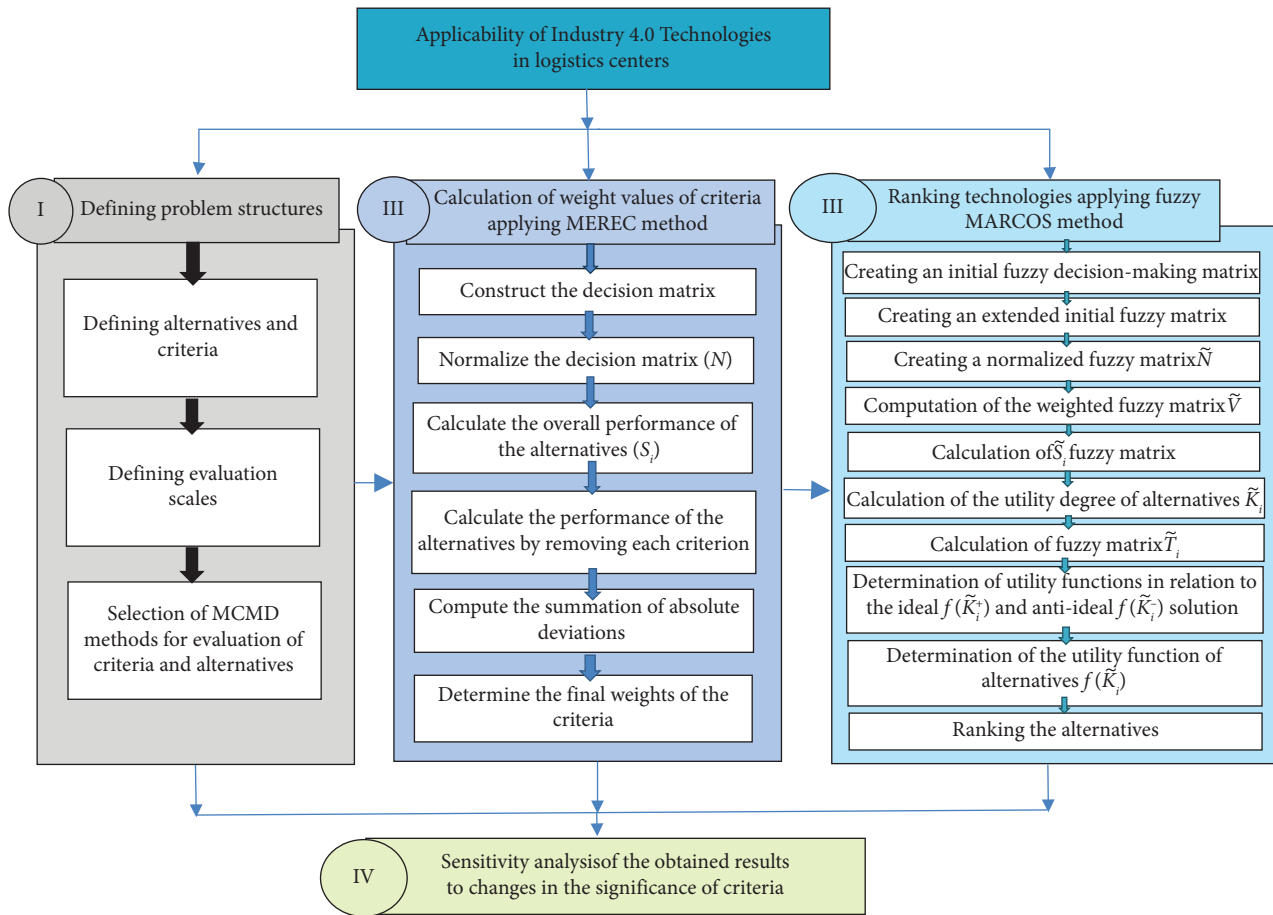 Applicability of Industry 4.0 Technologies
in logistics centers
I
Defining problem structures
Defining alternatives and
criteria
Defining evaluation
scales
Selection of MCMD
methods for evaluation of
criteria and alternatives
III
Calculation of weight values of criteria
applying MEREC method
Construct the decision matrix
Normalize the decision matrix (N)
Calculate the overall performance of
the alternatives (Sᵢ)
Calculate the performance of the
alternatives by removing each criterion
Compute the summation of absolute
deviations
Determine the final weights of the
criteria
III
Ranking technologies applying fuzzy
MARCOS method
Creating an initial fuzzy decision-making matrix
Creating an extended initial fuzzy matrix
Creating a normalized fuzzy matrixÑ
Computation of the weighted fuzzy matrixṼ
Calculation ofS̃ᵢ fuzzy matrix
Calculation of the utility degree of alternatives K̃ᵢ
Calculation of fuzzy matrixT̃ᵢ
Determination of utility functions in relation to
the ideal f(K̃ᵢ⁺) and anti-ideal f(K̃ᵢ⁻) solution
Determination of the utility function of
alternatives f(K̃ᵢ)
Ranking the alternatives
IV
Sensitivity analysisof the obtained results
to changes in the significance of criteria